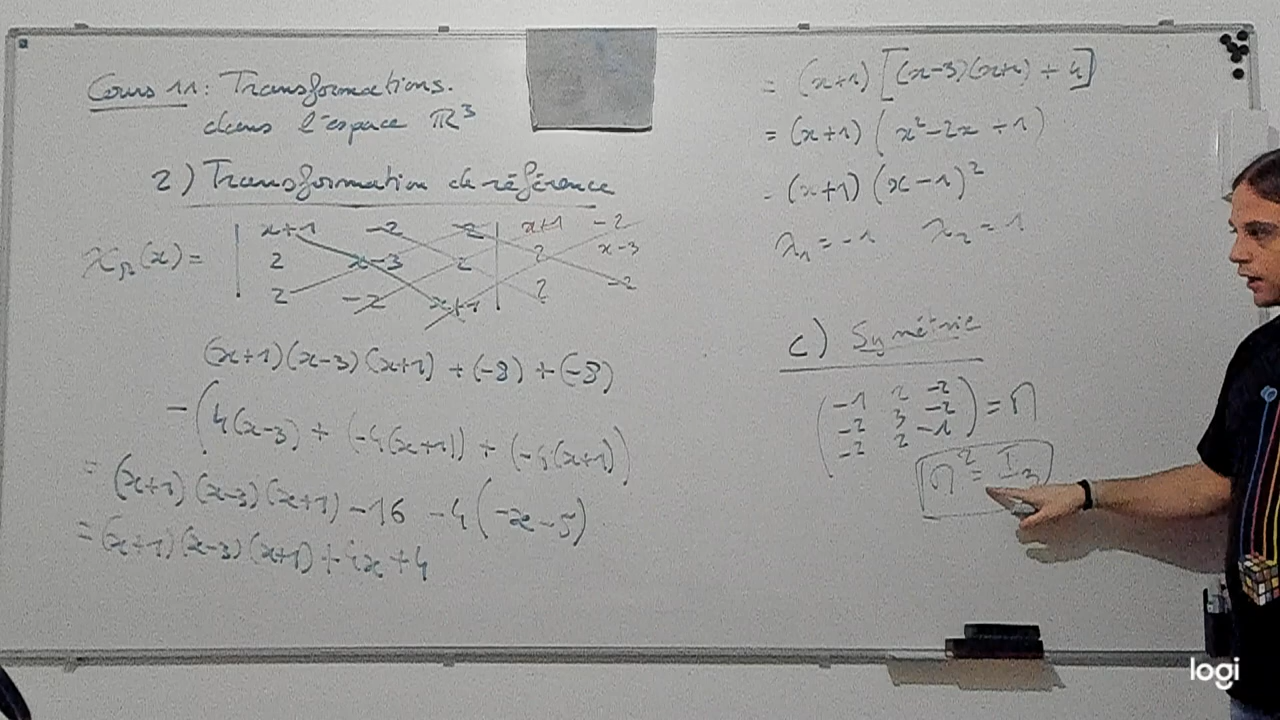 Cours 11: Transformations.
dans l'espace ℝ³
2) Transformation de référence
χ_M(x) = | x+1 -2 2 | x+1 -2
2 x-3 2 | 2 x-3
2 -2 x+1 | 2 -2
(x+1)(x-3)(x+1) + (-8) + (-8)
- (4(x-3) + (-4(x+1)) + (-4(x+1)))
= (x+1)(x-3)(x+1) - 16 - 4(-x-5)
= (x+1)(x-3)(x+1) + 4x + 4
= (x+1)[(x-3)(x+1) + 4]
= (x+1)(x²-2x+1)
= (x+1)(x-1)²
λ₁ = -1 λ₂ = 1
c) Symétrie
( -1 2 -2
-2 3 -2
-2 2 -1 ) = M
M² = I₃
logi